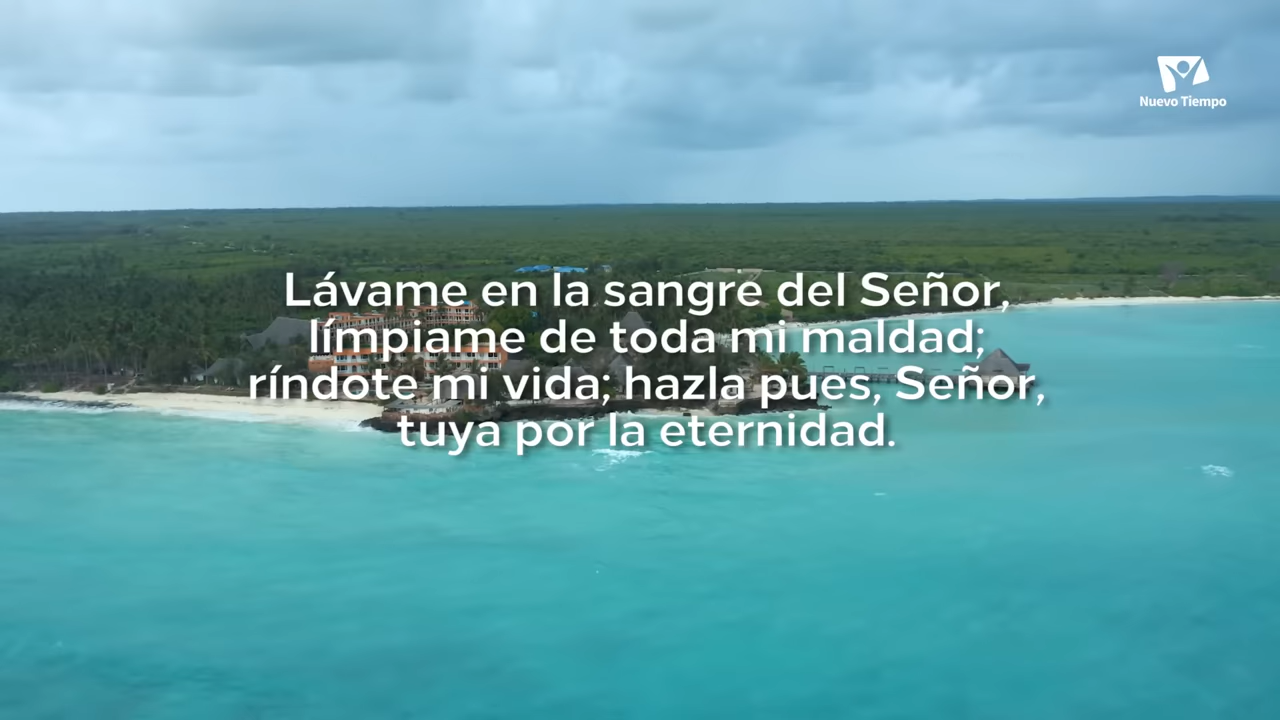 Nuevo Tiempo
Lávame en la sangre del Señor,
límpiame de toda mi maldad;
ríndote mi vida; hazla pues, Señor,
tuya por la eternidad.